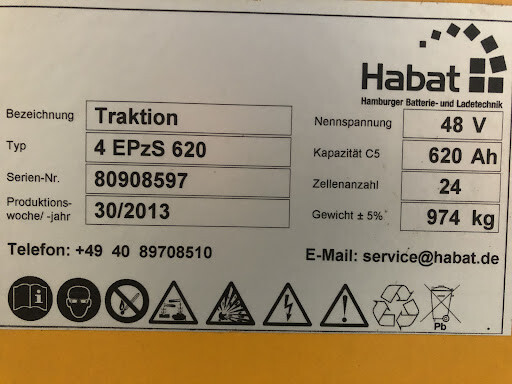 Habat
Hamburger Batterie- und Ladetechnik
Bezeichnung Traktion Nennspannung 48 V
Typ 4 EPzS 620 Kapazität C5 620 Ah
Serien-Nr. 80908597 Zellenanzahl 24
Produktions-
woche/ -jahr 30/2013 Gewicht ± 5% 974 kg
Telefon: +49 40 89708510 E-Mail: service@habat.de
Pb